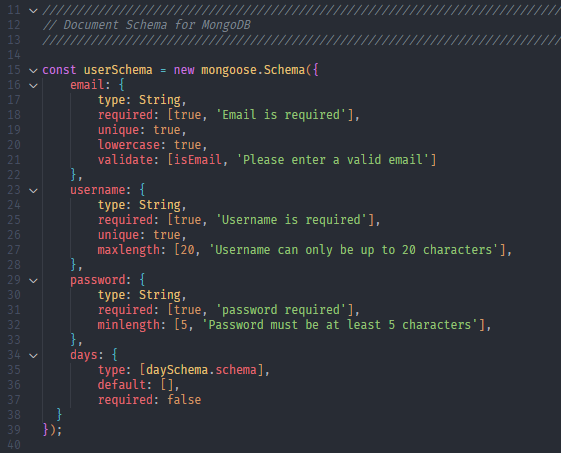 11 ////////////////////////////////////////////////////////////////////////////////
12 // Document Schema for MongoDB
13 ////////////////////////////////////////////////////////////////////////////////
14
15 const userSchema = new mongoose.Schema({
16     email: {
17         type: String,
18         required: [true, 'Email is required'],
19         unique: true,
20         lowercase: true,
21         validate: [isEmail, 'Please enter a valid email']
22     },
23     username: {
24         type: String,
25         required: [true, 'Username is required'],
26         unique: true,
27         maxlength: [20, 'Username can only be up to 20 characters'],
28     },
29     password: {
30         type: String,
31         required: [true, 'password required'],
32         minlength: [5, 'Password must be at least 5 characters'],
33     },
34     days: {
35         type: [daySchema.schema],
36         default: [],
37         required: false
38   }
39 });
40